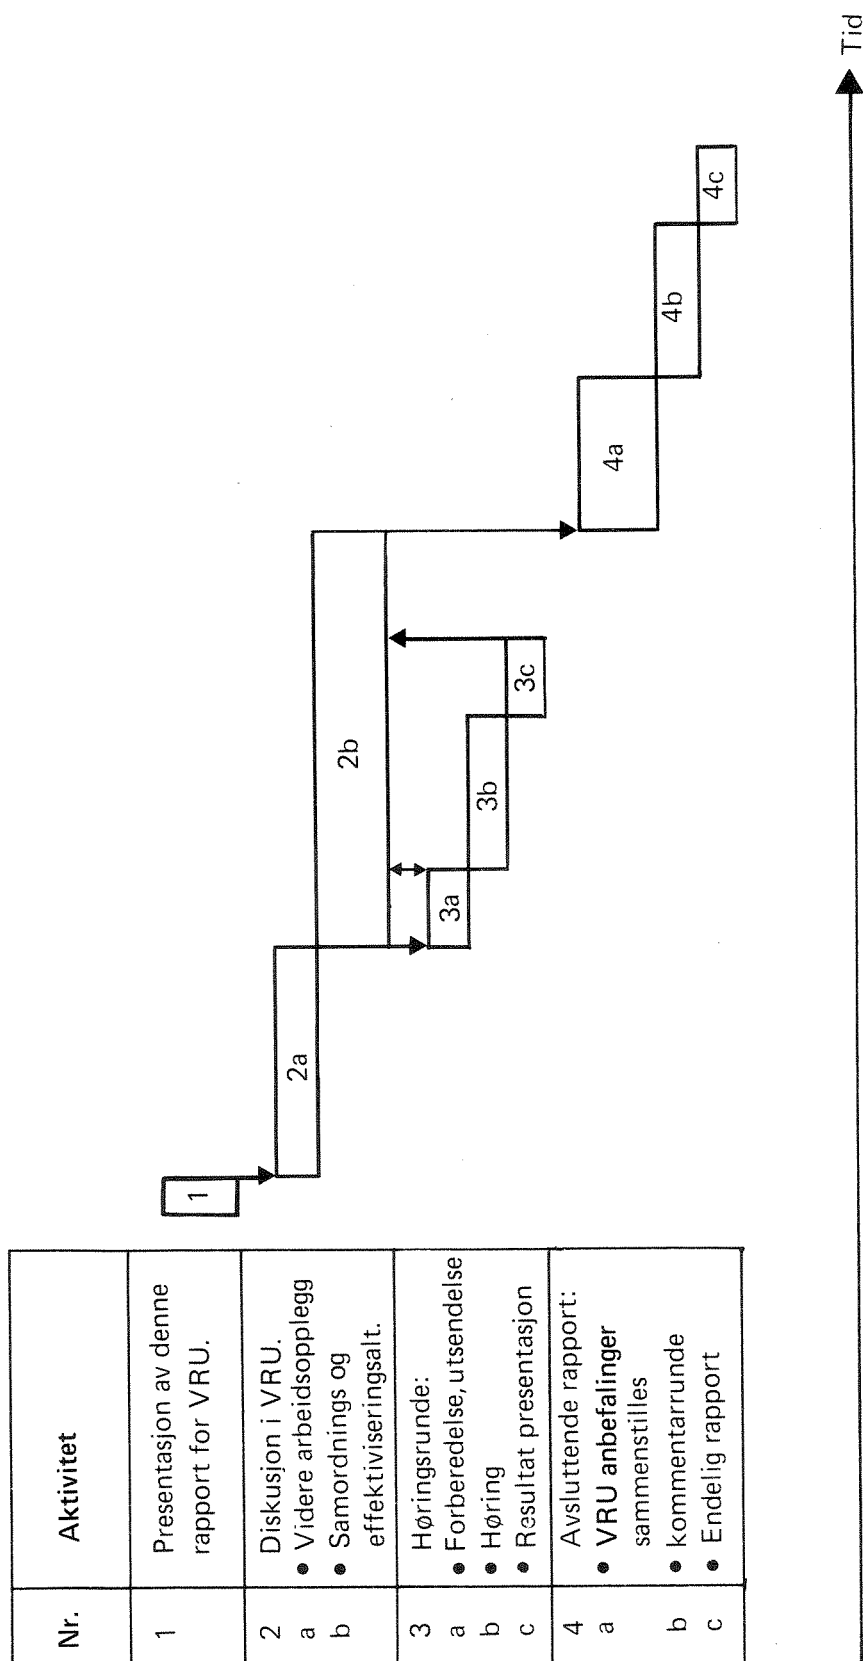 Nr. Aktivitet
1 Presentasjon av denne
rapport for VRU.
2 Diskusjon i VRU.
a • Videre arbeidsopplegg
b • Samordnings og
effektiviseringsalt.
3 Høringsrunde:
a • Forberedelse, utsendelse
b • Høring
c • Resultat presentasjon
4 Avsluttende rapport:
a • VRU anbefalinger
sammenstilles
b • kommentarrunde
c • Endelig rapport
1
2a
2b
3a
3b
3c
4a
4b
4c
Tid